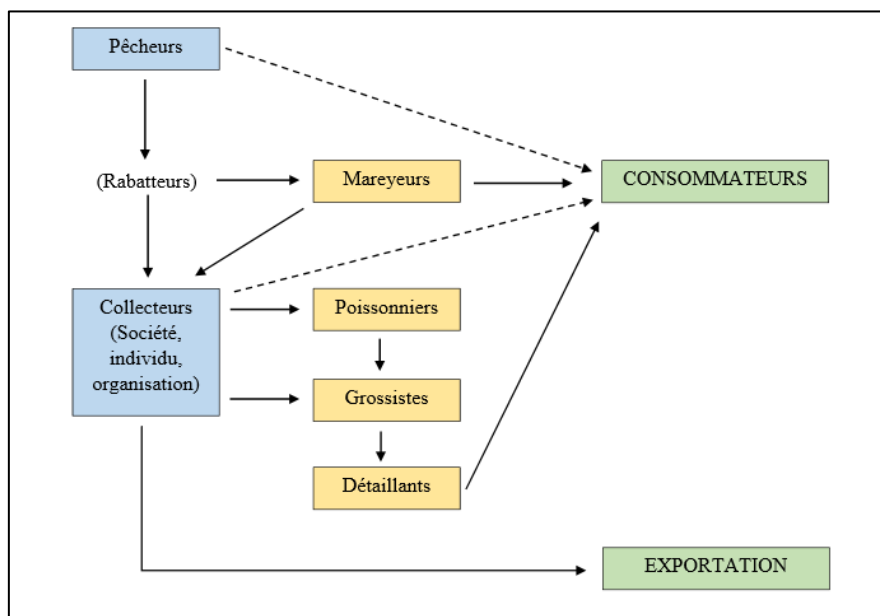 Pêcheurs
(Rabatteurs)
Mareyeurs
CONSOMMATEURS
Collecteurs
(Société,
individu,
organisation)
Poissonniers
Grossistes
Détaillants
EXPORTATION